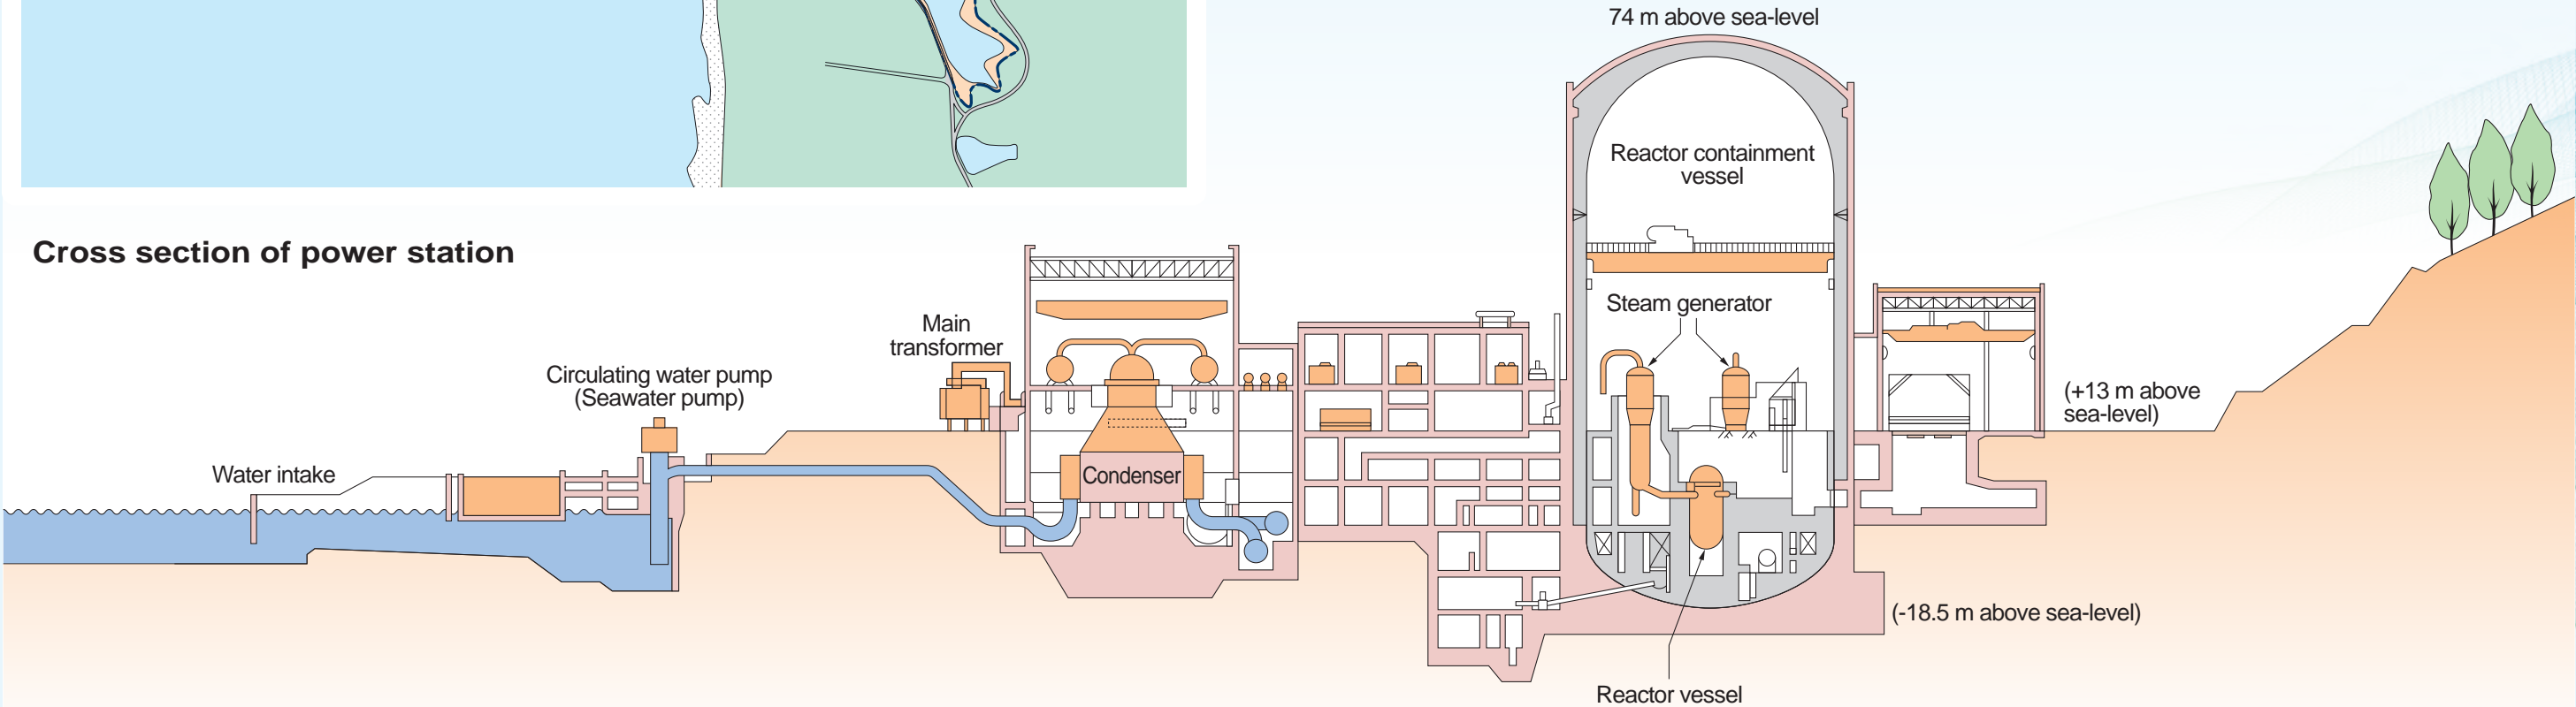 74 m above sea-level
Reactor containment
vessel
Cross section of power station
Steam generator
Main
transformer
Circulating water pump
(Seawater pump)
(+13 m above
sea-level)
Water intake
Condenser
(-18.5 m above sea-level)
Reactor vessel